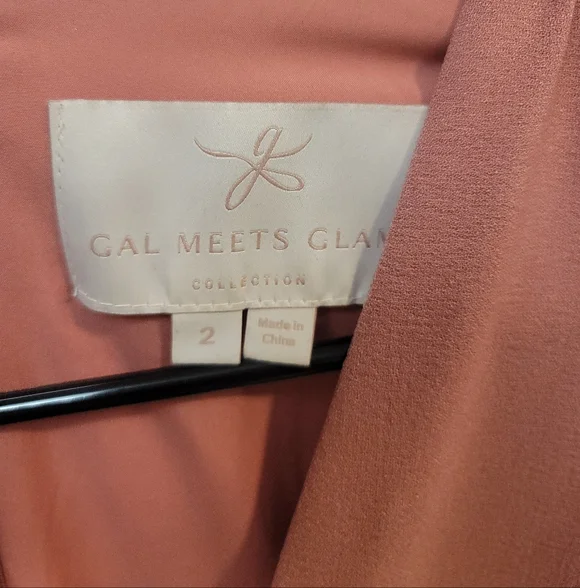 g
GAL MEETS GLAM
COLLECTION
2
Made in
China